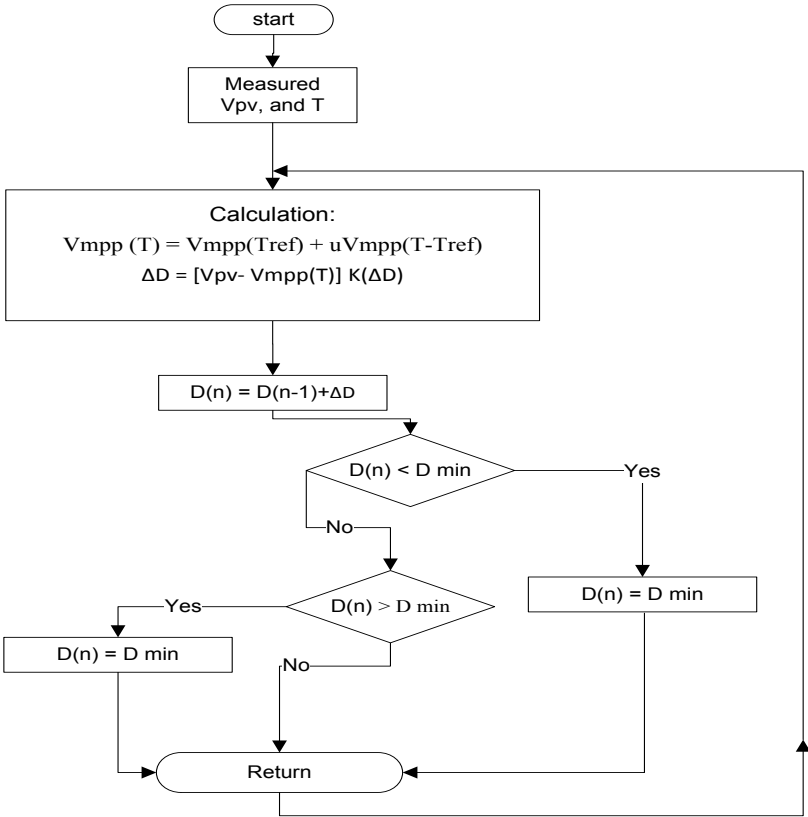 start
Measured
Vpv, and T
Calculation:
Vmpp (T) = Vmpp(Tref) + uVmpp(T-Tref)
ΔD = [Vpv- Vmpp(T)] K(ΔD)
D(n) = D(n-1)+ΔD
D(n) < D min
Yes
No
D(n) = D min
D(n) > D min
Yes
D(n) = D min
No
Return